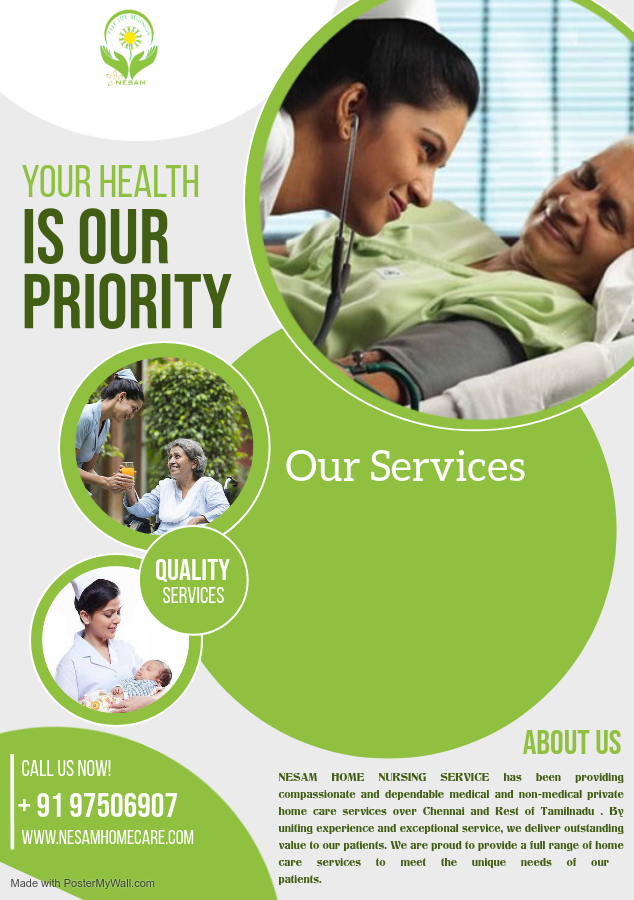 NESAM
YOUR HEALTH
IS OUR
PRIORITY
Our Services
QUALITY
SERVICES
ABOUT US
NESAM HOME NURSING SERVICE has been providing
compassionate and dependable medical and non-medical private
home care services over Chennai and Rest of Tamilnadu . By
uniting experience and exceptional service, we deliver outstanding
value to our patients. We are proud to provide a full range of home
care services to meet the unique needs of our
patients.
CALL US NOW!
+ 91 97506907
WWW.NESAMHOMECARE.COM
Made with PosterMyWall.com